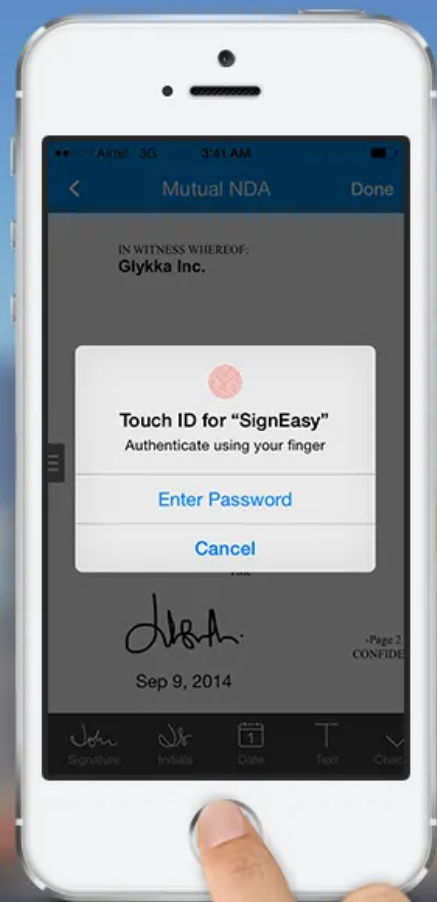 Airtel 3G 3:41 AM
Mutual NDA Done
IN WITNESS WHEREOF:
Glykka Inc.
Touch ID for “SignEasy”
Authenticate using your finger
Enter Password
Cancel
-Page 2
CONFIDE
Sep 9, 2014
1
Signature Initials Date Text Chec